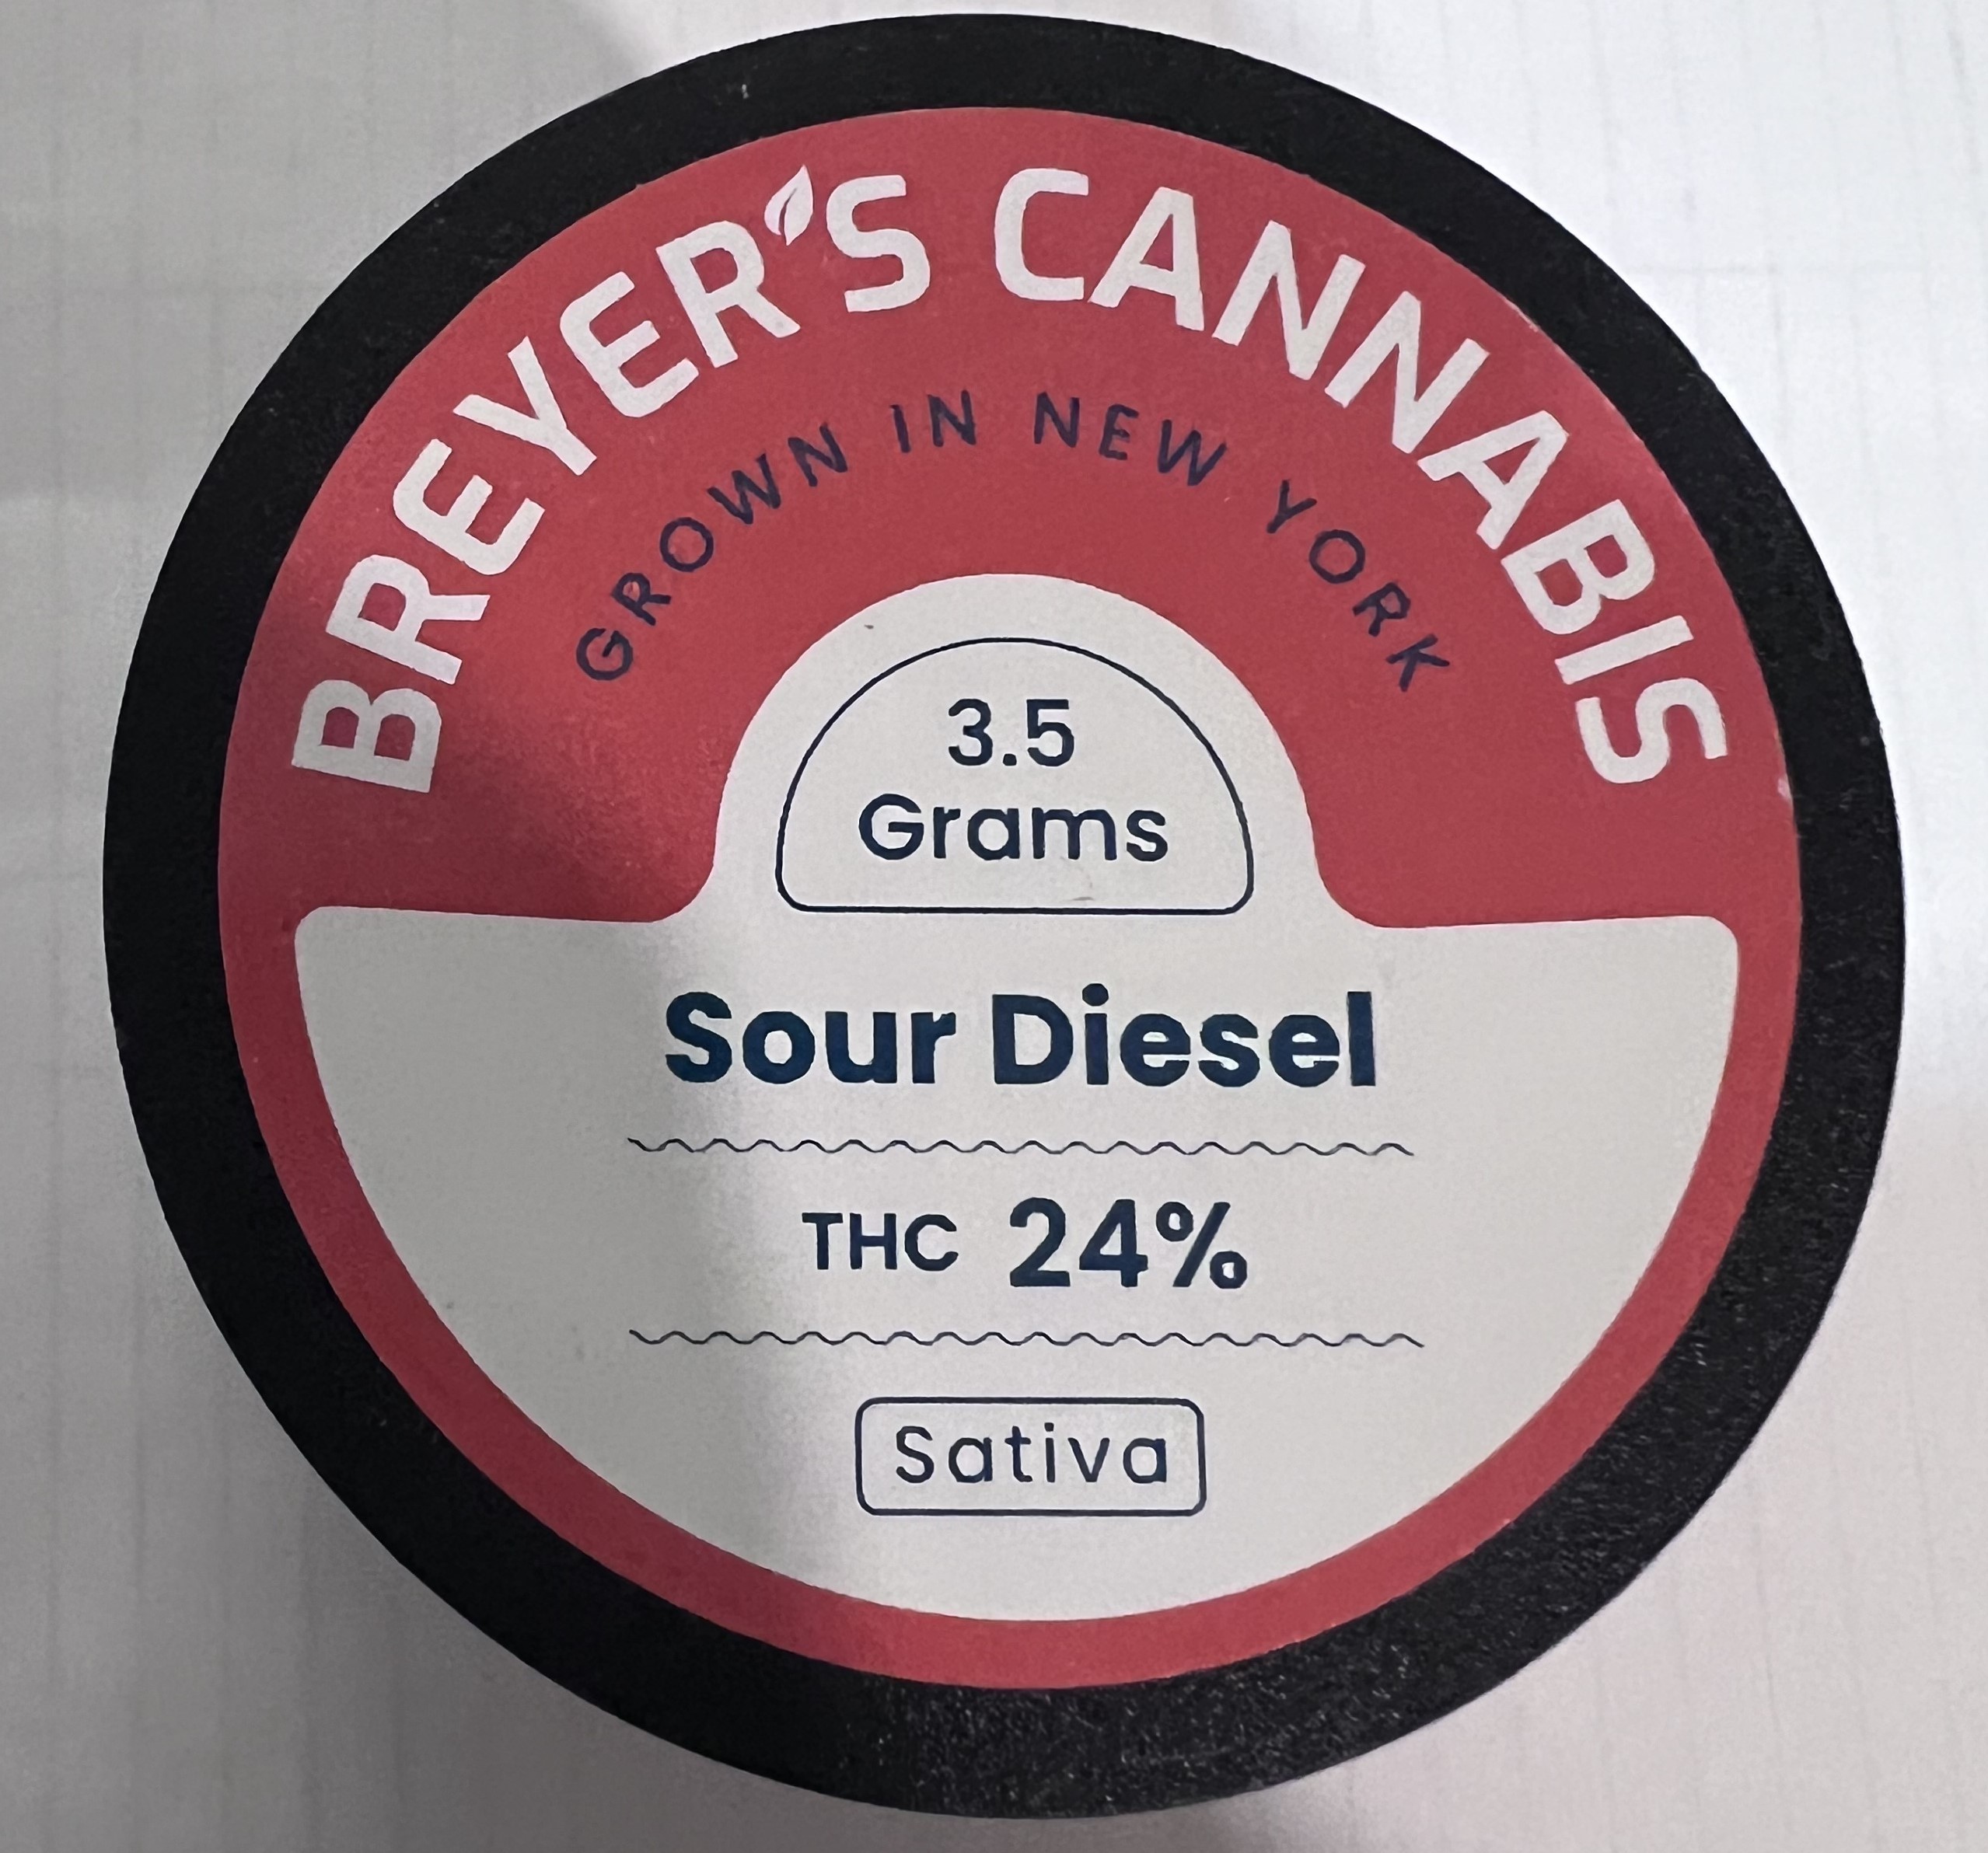 BREYER'S CANNABIS
GROWN IN NEW YORK
3.5
Grams
Sour Diesel
THC 24%
Sativa